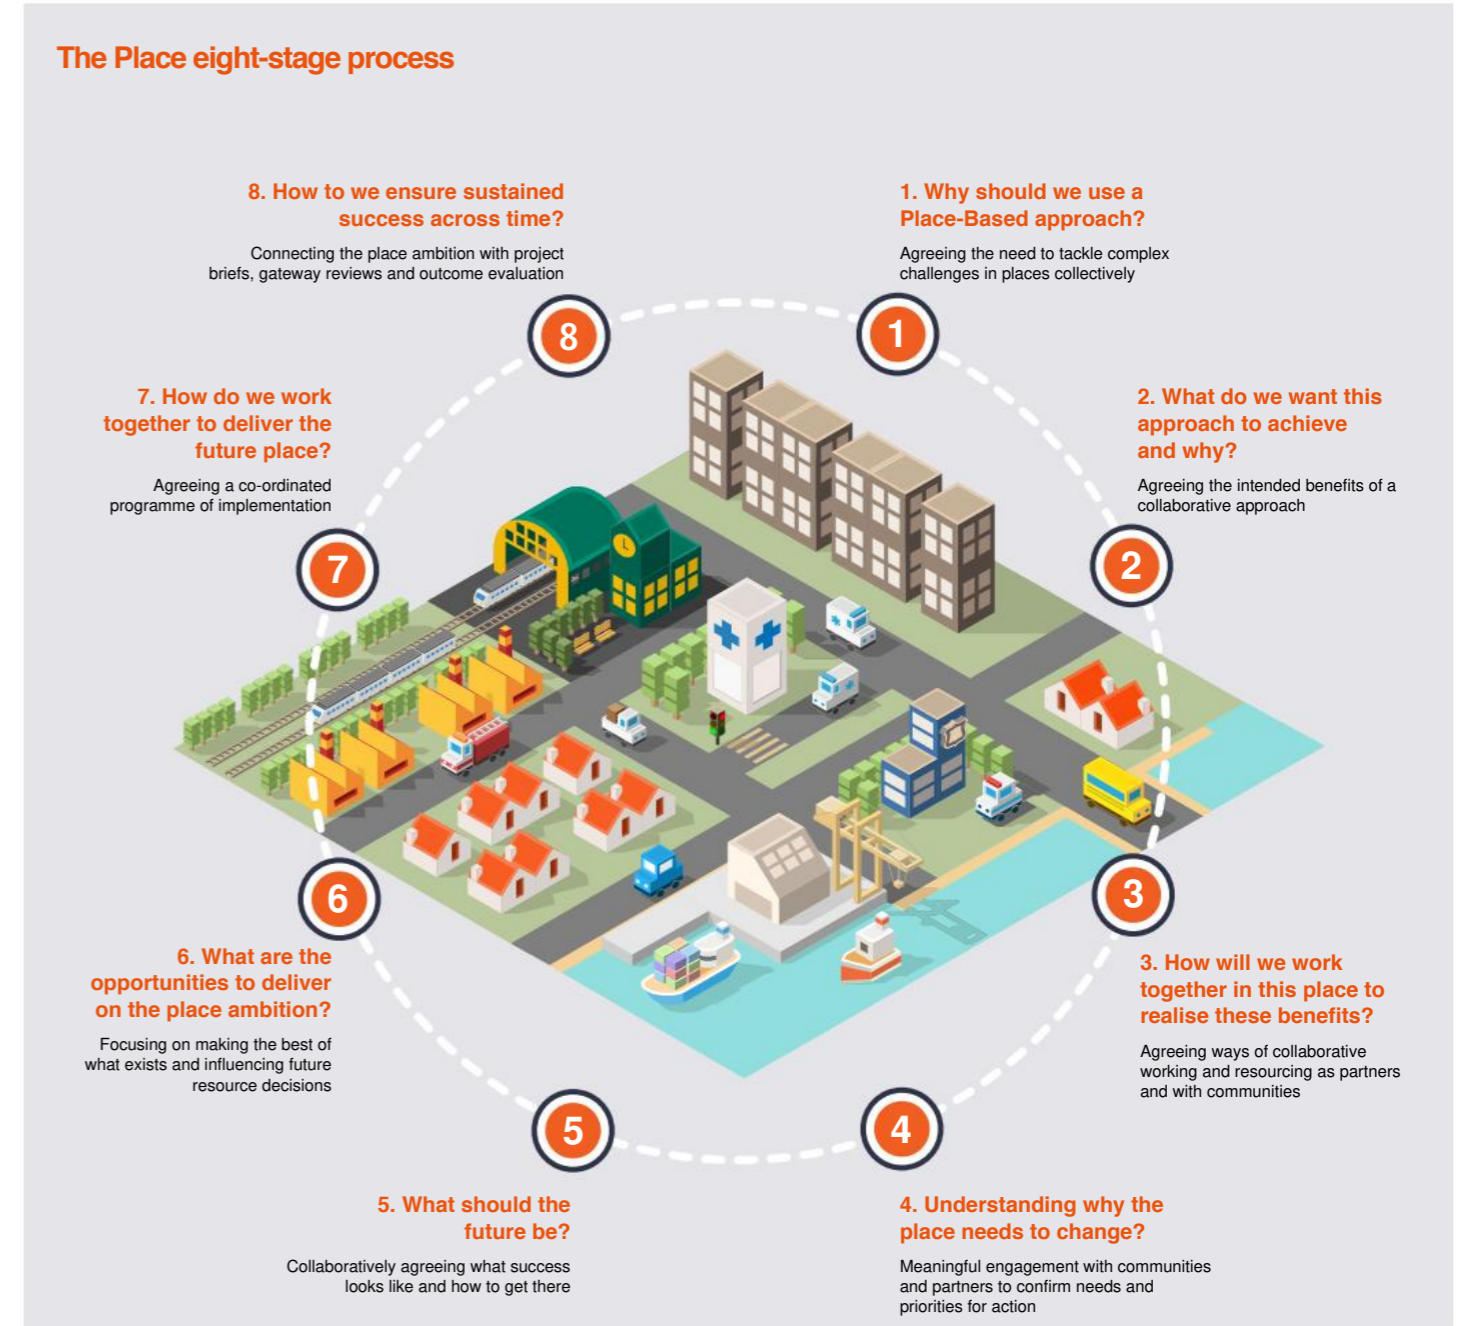 The Place eight-stage process
8. How to we ensure sustained
success across time?
Connecting the place ambition with project
briefs, gateway reviews and outcome evaluation
1. Why should we use a
Place-Based approach?
Agreeing the need to tackle complex
challenges in places collectively
8
1
7. How do we work
together to deliver the
future place?
Agreeing a co-ordinated
programme of implementation
2. What do we want this
approach to achieve
and why?
Agreeing the intended benefits of a
collaborative approach
7
2
6
3
6. What are the
opportunities to deliver
on the place ambition?
Focusing on making the best of
what exists and influencing future
resource decisions
3. How will we work
together in this place to
realise these benefits?
Agreeing ways of collaborative
working and resourcing as partners
and with communities
5
4
5. What should the
future be?
Collaboratively agreeing what success
looks like and how to get there
4. Understanding why the
place needs to change?
Meaningful engagement with communities
and partners to confirm needs and
priorities for action